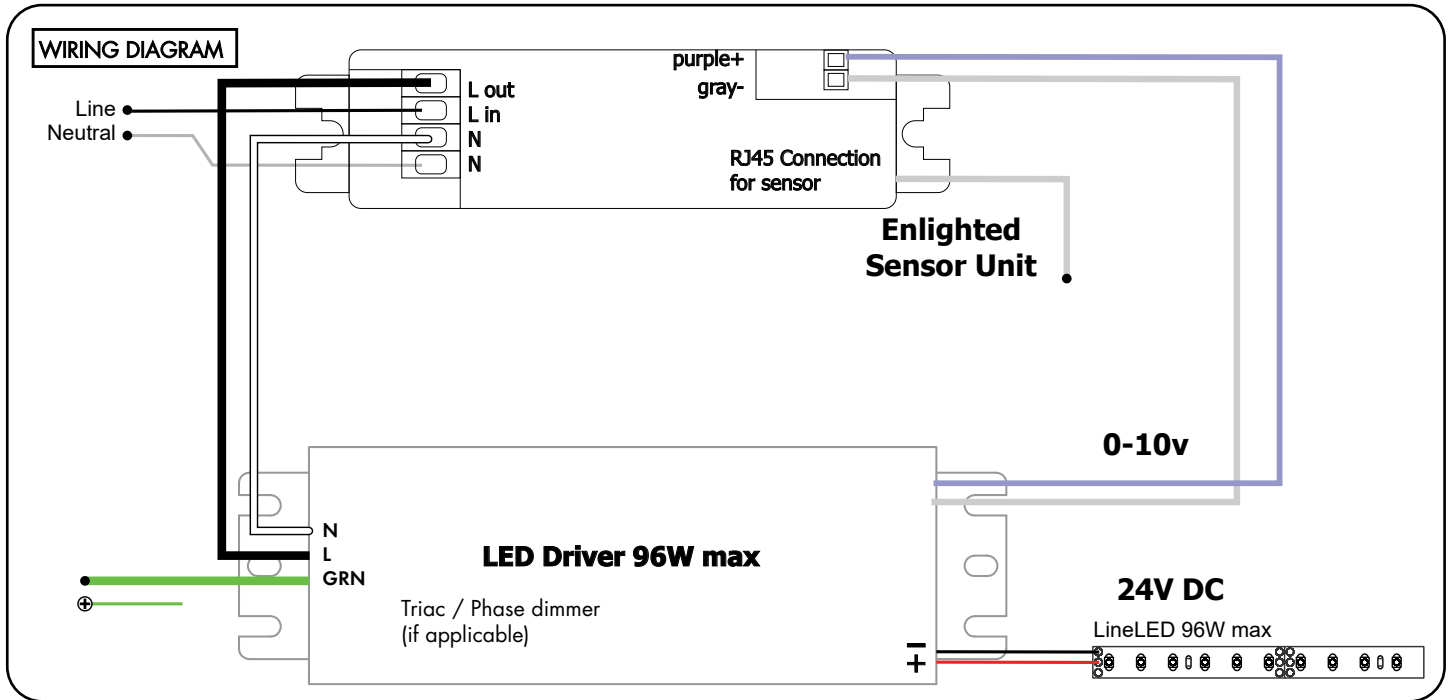 WIRING DIAGRAM
purple+
gray-
L out
L in
N
N
Line
Neutral
RJ45 Connection
for sensor
Enlighted
Sensor Unit
0-10v
N
L
GRN
LED Driver 96W max
Triac / Phase dimmer
(if applicable)
24V DC
LineLED 96W max
−
+